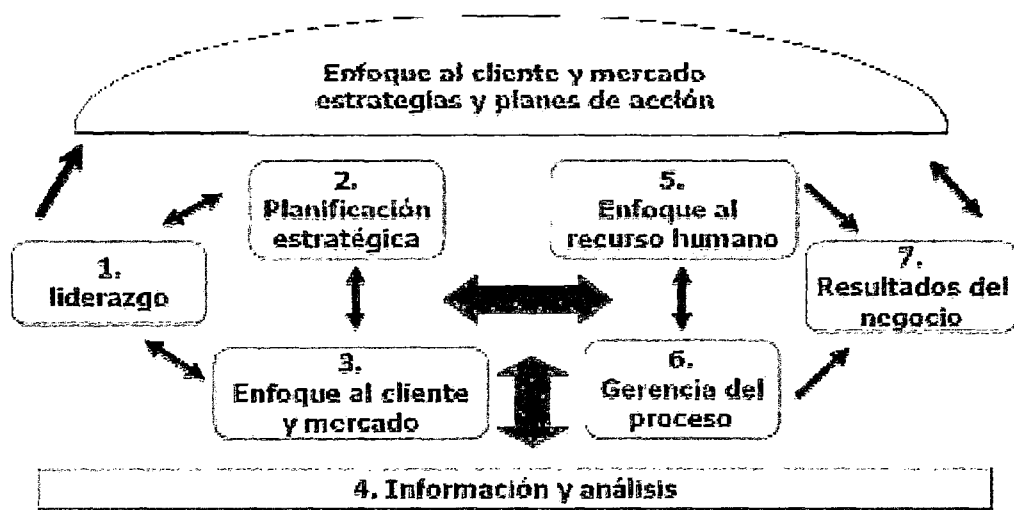 Enfoque al cliente y mercado
estrategias y planes de acción
1.
liderazgo
2.
Planificación
estratégica
3.
Enfoque al cliente
y mercado
5.
Enfoque al
recurso humano
6.
Gerencia del
proceso
7.
Resultados del
negocio
4. Información y análisis